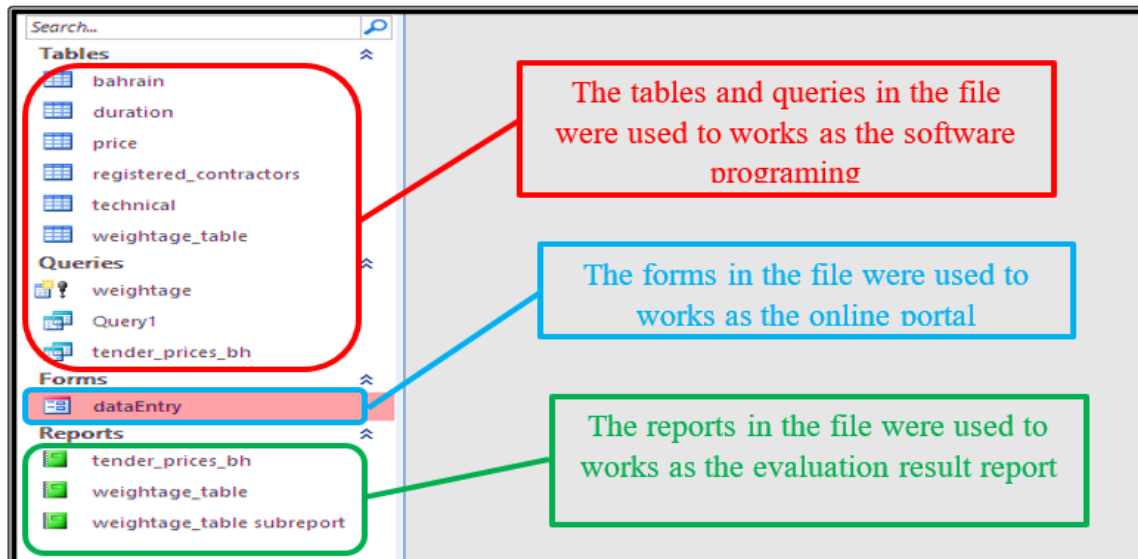 Search...
Tables
bahrain
duration
price
registered_contractors
technical
weightage_table
Queries
weightage
Query1
tender_prices_bh
Forms
dataEntry
Reports
tender_prices_bh
weightage_table
weightage_table subreport
The tables and queries in the file
were used to works as the software
programing
The forms in the file were used to
works as the online portal
The reports in the file were used to
works as the evaluation result report